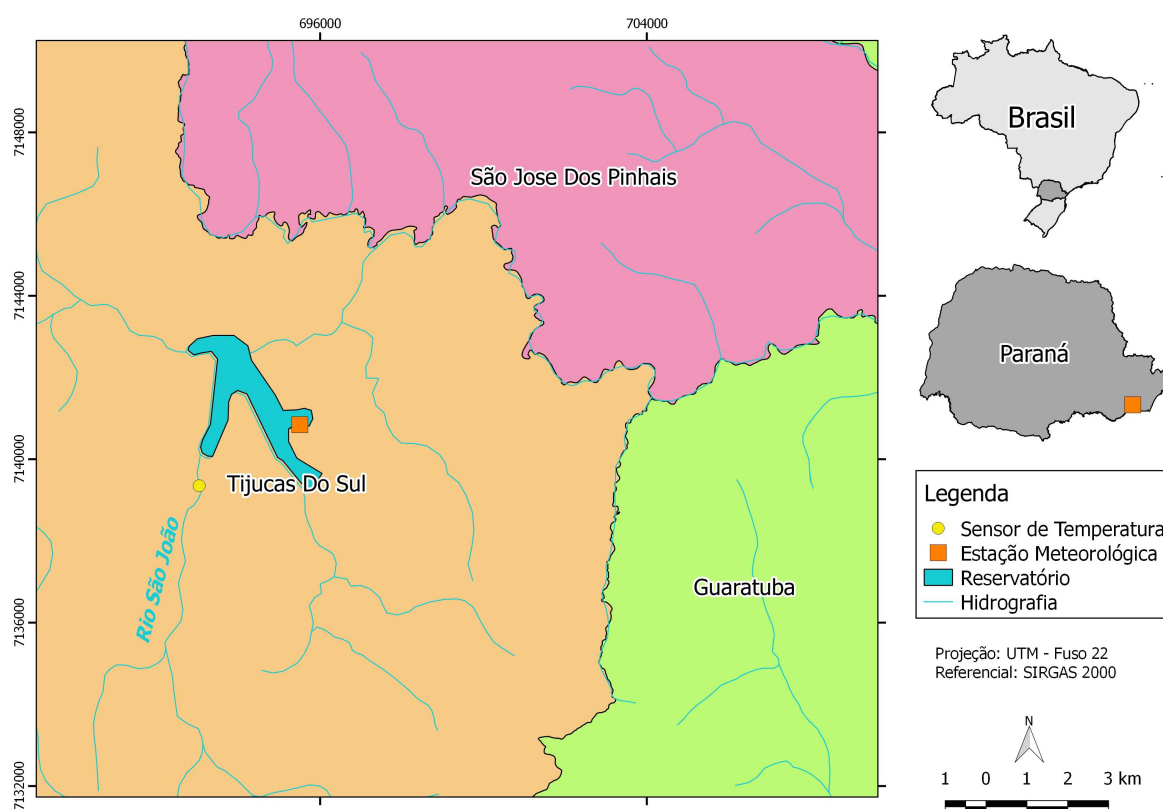 696000
704000
7148000
7144000
7140000
7136000
7132000
São Jose Dos Pinhais
Tijucas Do Sul
Rio São João
Guaratuba
Brasil
Paraná
Legenda
Sensor de Temperatura
Estação Meteorológica
Reservatório
Hidrografia
Projeção: UTM - Fuso 22
Referencial: SIRGAS 2000
N
1 0 1 2 3 km